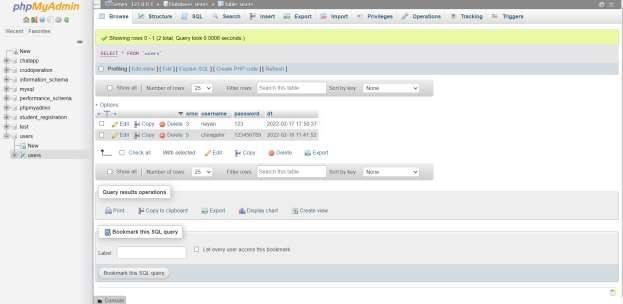 phpMyAdmin
Server: 127.0.0.1 » Database: users » Table: users
Recent Favorites
New
chatapp
crudoperation
information_schema
mysql
performance_schema
phpmyadmin
student_registration
test
users
New
users
Browse Structure SQL Search Insert Export Import Privileges Operations Tracking Triggers
Showing rows 0 - 1 (2 total, Query took 0.0006 seconds.)
SELECT * FROM `users`
Profiling [ Edit inline ] [ Edit ] [ Explain SQL ] [ Create PHP code ] [ Refresh ]
Show all Number of rows: 25 Filter rows: Search this table Sort by key: None
+ Options
sno username password dt
Edit Copy Delete 3 nayan 123 2022-02-17 17:50:37
Edit Copy Delete 5 123456789 2022-02-18 11:41:52
Check all With selected: Edit Copy Delete Export
Show all Number of rows: 25 Filter rows: Search this table Sort by key: None
Query results operations
Print Copy to clipboard Export Display chart Create view
Bookmark this SQL query
Label: Let every user access this bookmark
Bookmark this SQL query
Console